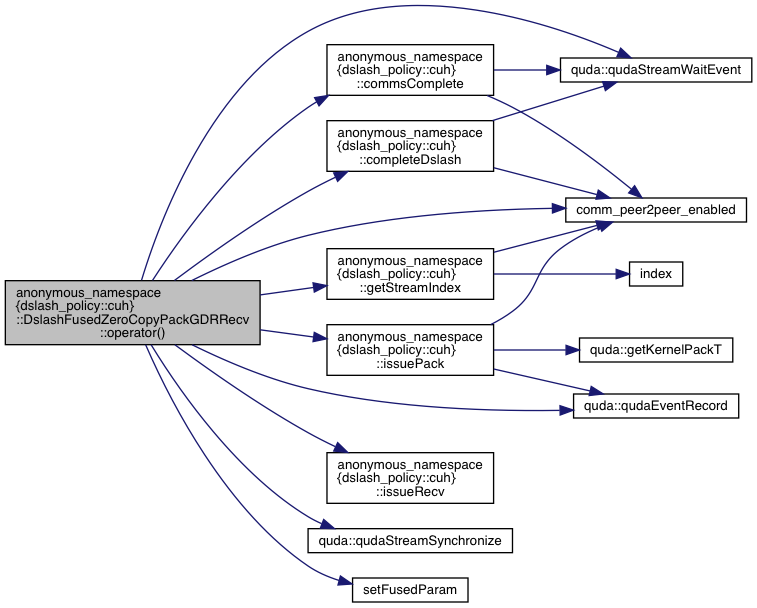 anonymous_namespace
{dslash_policy::cuh}
::DslashFusedZeroCopyPackGDRRecv
::operator()
anonymous_namespace
{dslash_policy::cuh}
::commsComplete
anonymous_namespace
{dslash_policy::cuh}
::completeDslash
anonymous_namespace
{dslash_policy::cuh}
::getStreamIndex
anonymous_namespace
{dslash_policy::cuh}
::issuePack
anonymous_namespace
{dslash_policy::cuh}
::issueRecv
quda::qudaStreamSynchronize
setFusedParam
quda::qudaStreamWaitEvent
comm_peer2peer_enabled
index
quda::getKernelPackT
quda::qudaEventRecord